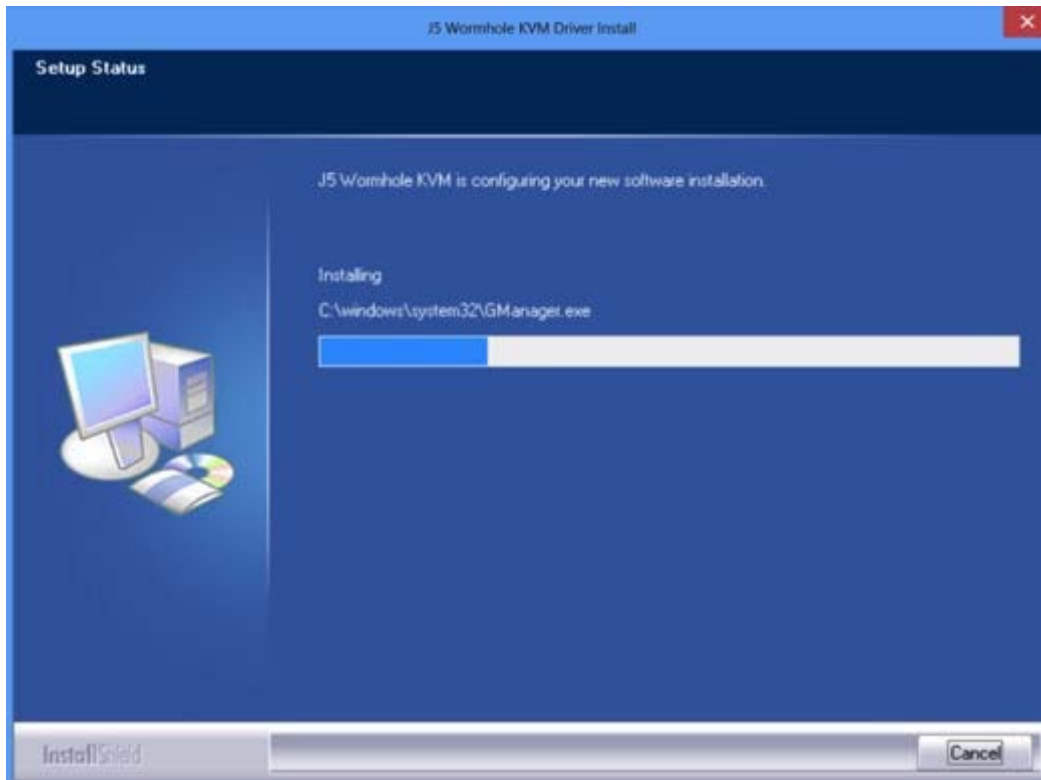 J5 Wormhole KVM Driver Install
Setup Status
J5 Wormhole KVM is configuring your new software installation.
Installing
C:\windows\system32\GManager.exe
InstallShield
Cancel